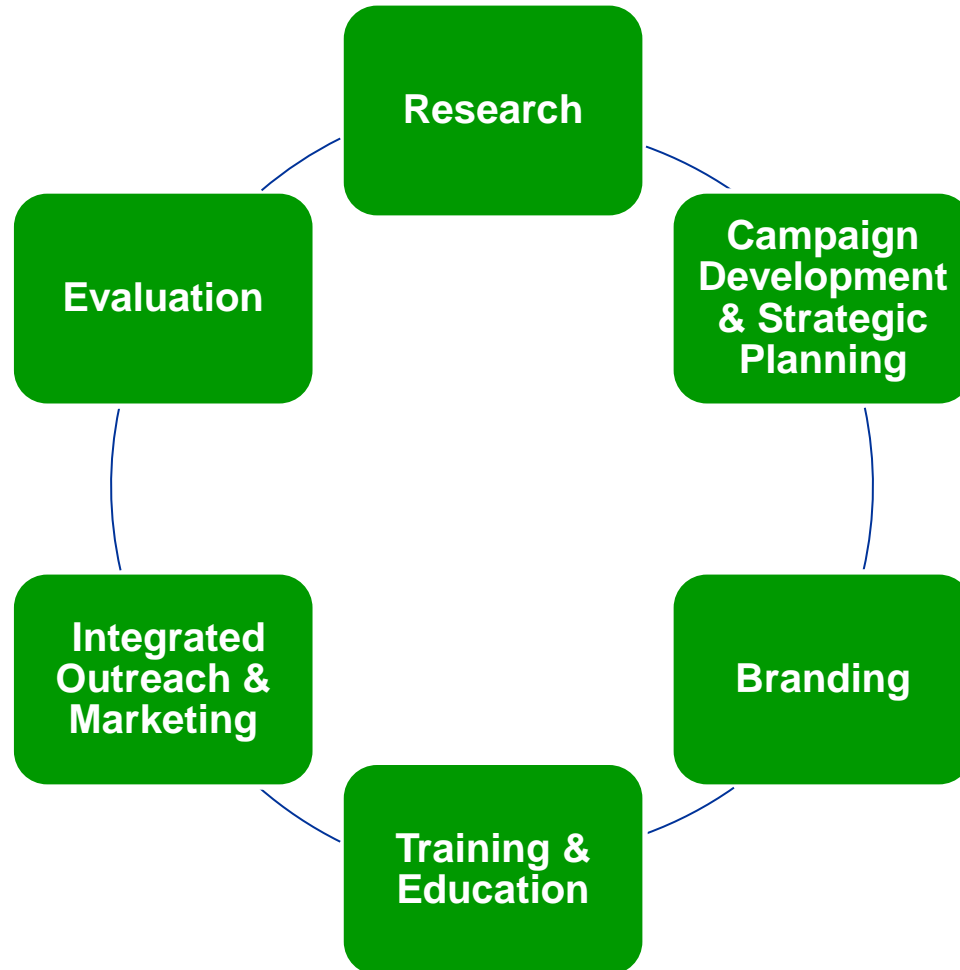 Research
Campaign
Development
& Strategic
Planning
Branding
Training &
Education
Integrated
Outreach &
Marketing
Evaluation